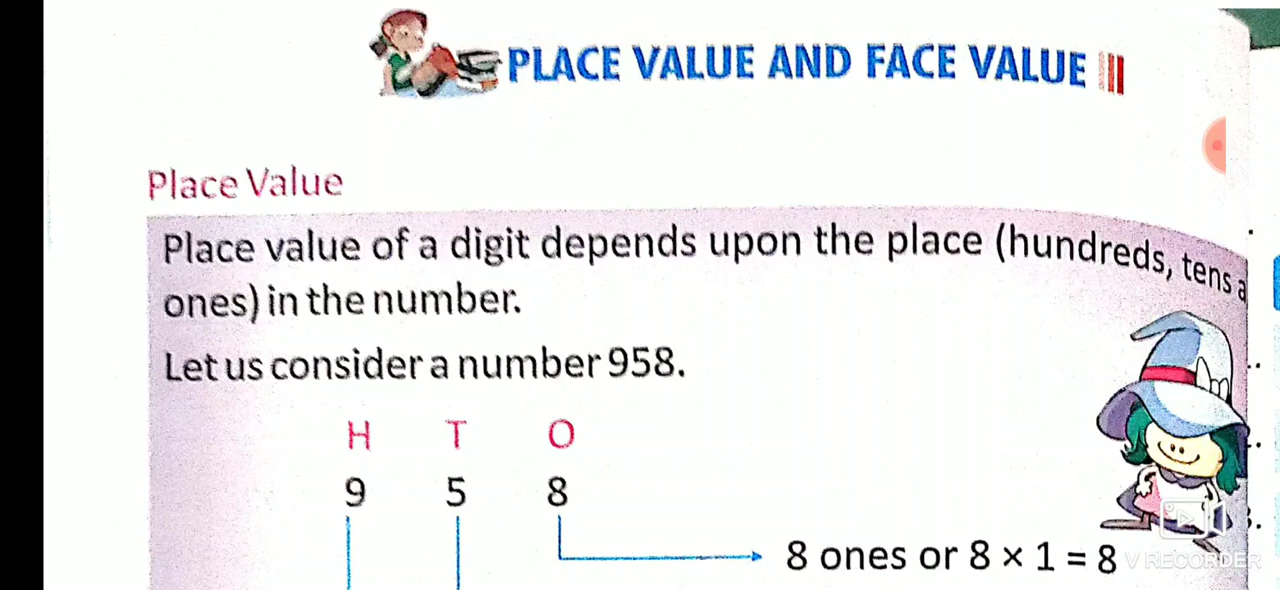 PLACE VALUE AND FACE VALUE
Place Value
Place value of a digit depends upon the place (hundreds, tens a
ones) in the number.
Let us consider a number 958.
H T O
9 5 8
8 ones or 8 × 1 = 8
V RECORDER